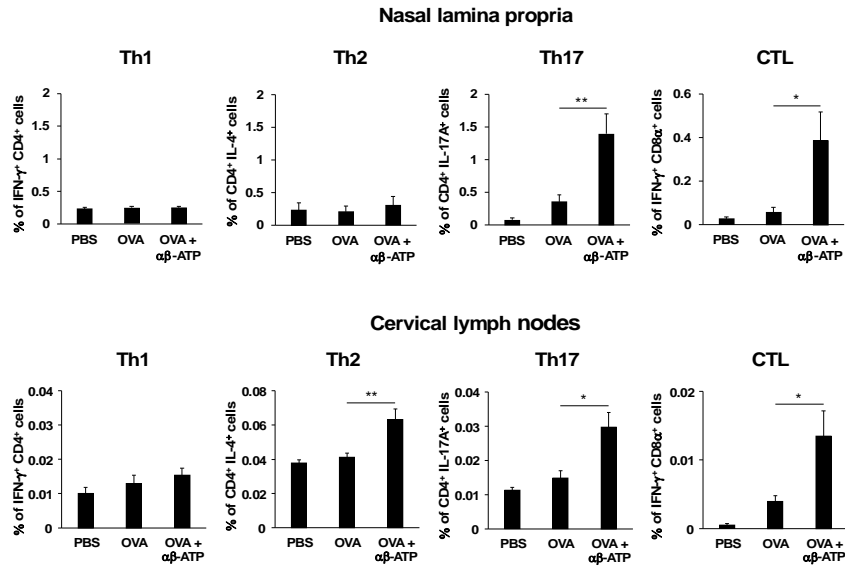 Nasal lamina propria
Th1
Th2
Th17
CTL
% of IFN-γ⁺ CD4⁺ cells
2
1.5
1
0.5
0
PBS
OVA
OVA +
αβ-ATP
% of CD4⁺ IL-4⁺ cells
2
1.5
1
0.5
0
PBS
OVA
OVA +
αβ-ATP
% of CD4⁺ IL-17A⁺ cells
2
1.5
1
0.5
0
**
PBS
OVA
OVA +
αβ-ATP
% of IFN-γ⁺ CD8α⁺ cells
0.6
0.4
0.2
0
*
PBS
OVA
OVA +
αβ-ATP
Cervical lymph nodes
Th1
Th2
Th17
CTL
% of IFN-γ⁺ CD4⁺ cells
0.04
0.03
0.02
0.01
0
PBS
OVA
OVA +
αβ-ATP
% of CD4⁺ IL-4⁺ cells
0.08
0.06
0.04
0.02
0
**
PBS
OVA
OVA +
αβ-ATP
% of CD4⁺ IL-17A⁺ cells
0.04
0.03
0.02
0.01
0
*
PBS
OVA
OVA +
αβ-ATP
% of IFN-γ⁺ CD8α⁺ cells
0.02
0.01
0
*
PBS
OVA
OVA +
αβ-ATP